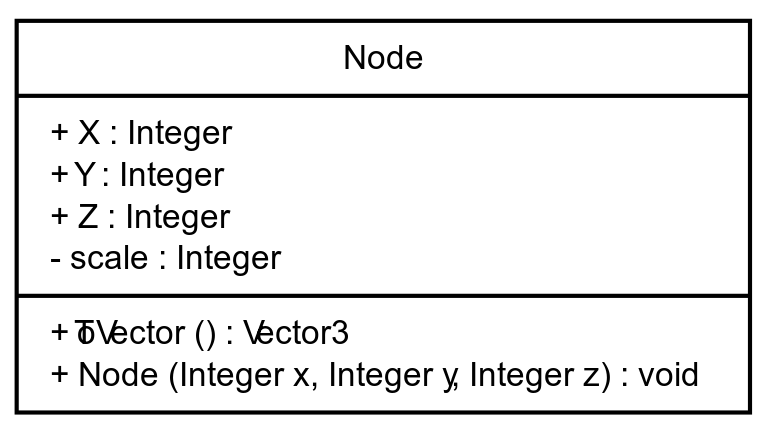 Node
+ X : Integer
+ Y : Integer
+ Z : Integer
- scale : Integer
+ ToVector () : Vector3
+ Node (Integer x, Integer y, Integer z) : void